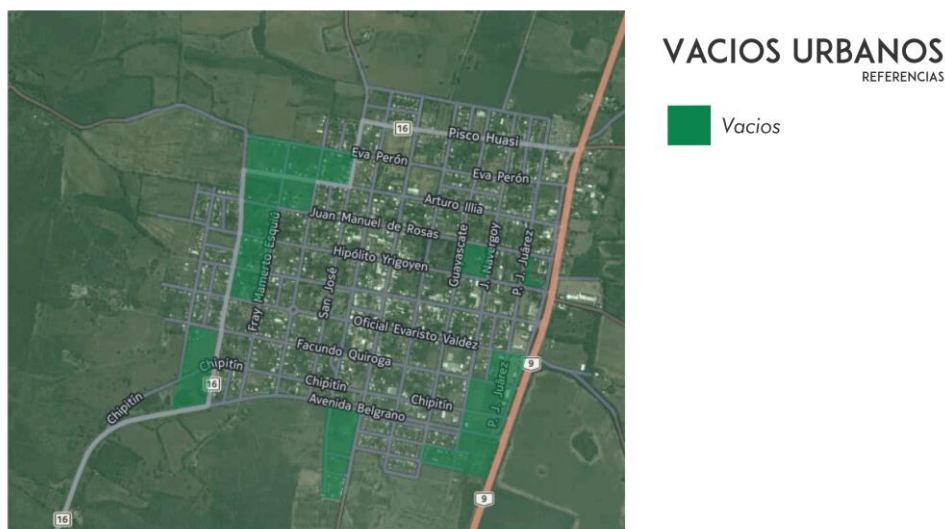 VACIOS URBANOS
REFERENCIAS
Vacios
16
Pisco Huasi
Eva Perón
Eva Perón
Arturo Illia
Juan Manuel de Rosas
Hipólito Yrigoyen
Guayascate
J. Navergoy
P. J. Juárez
Fray Mamerto Esquiú
San José
Oficial Evaristo Valdez
Facundo Quiroga
9
P. J. Juárez
Chipitín
16
Chipitín
Chipitín
Chipitín
Avenida Belgrano
9
16